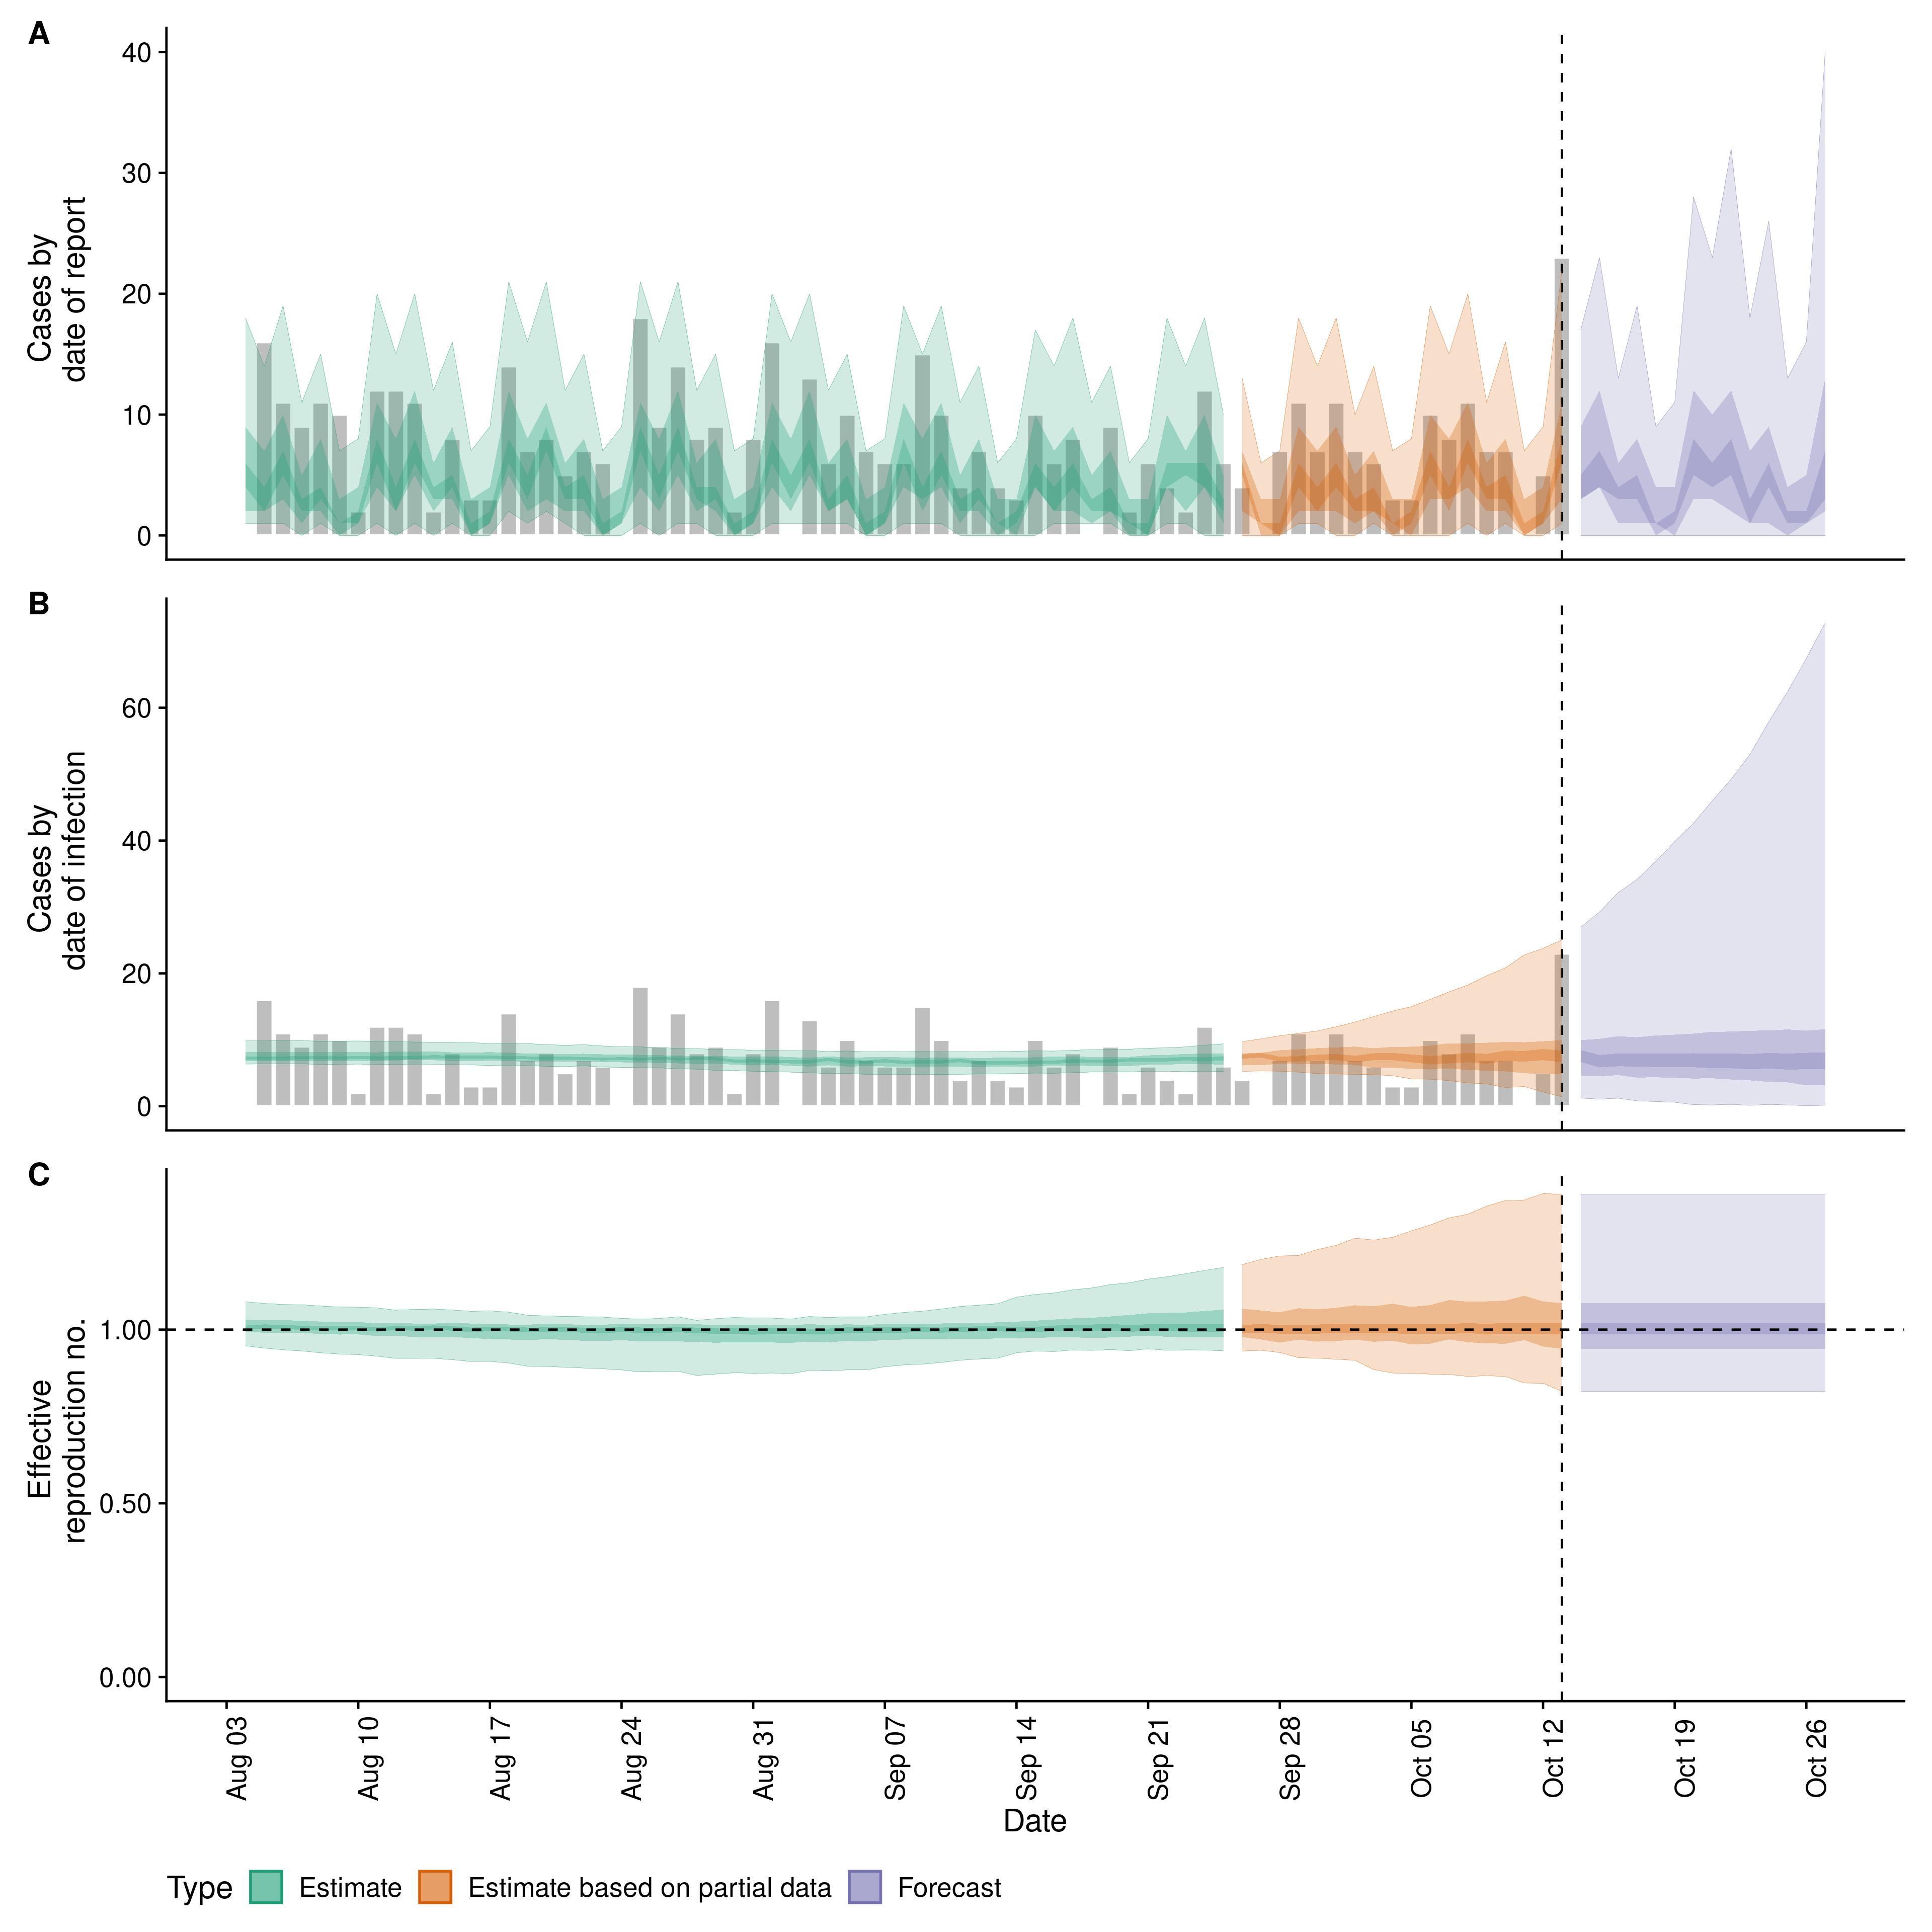 A
Cases by
date of report
40
30
20
10
0
B
Cases by
date of infection
60
40
20
0
C
Effective
reproduction no.
1.00
0.50
0.00
Aug 03
Aug 10
Aug 17
Aug 24
Aug 31
Sep 07
Sep 14
Sep 21
Sep 28
Oct 05
Oct 12
Oct 19
Oct 26
Date
Type Estimate Estimate based on partial data Forecast